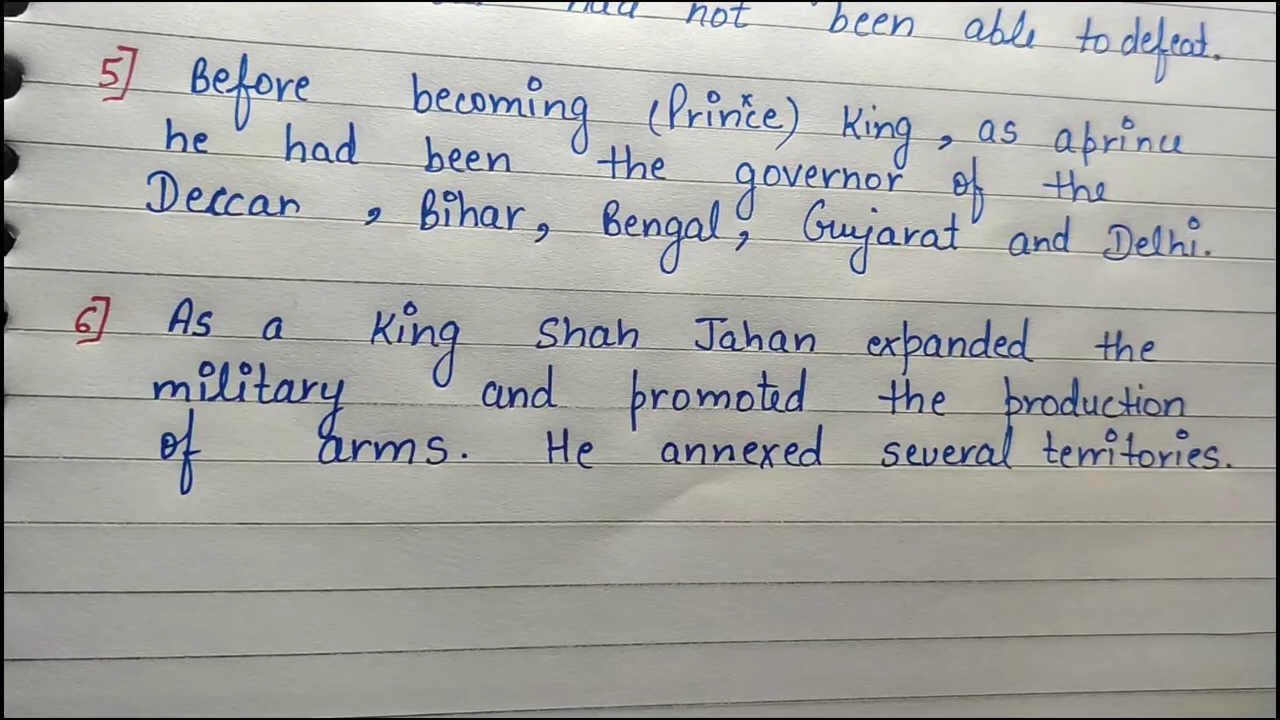 had not been able to defeat.
5] Before becoming (Prince) King, as a prince
he had been the governor of the
Deccan, Bihar, Bengal, Gujarat and Delhi.
6] As a King Shah Jahan expanded the
military and promoted the production
of arms. He annexed several territories.